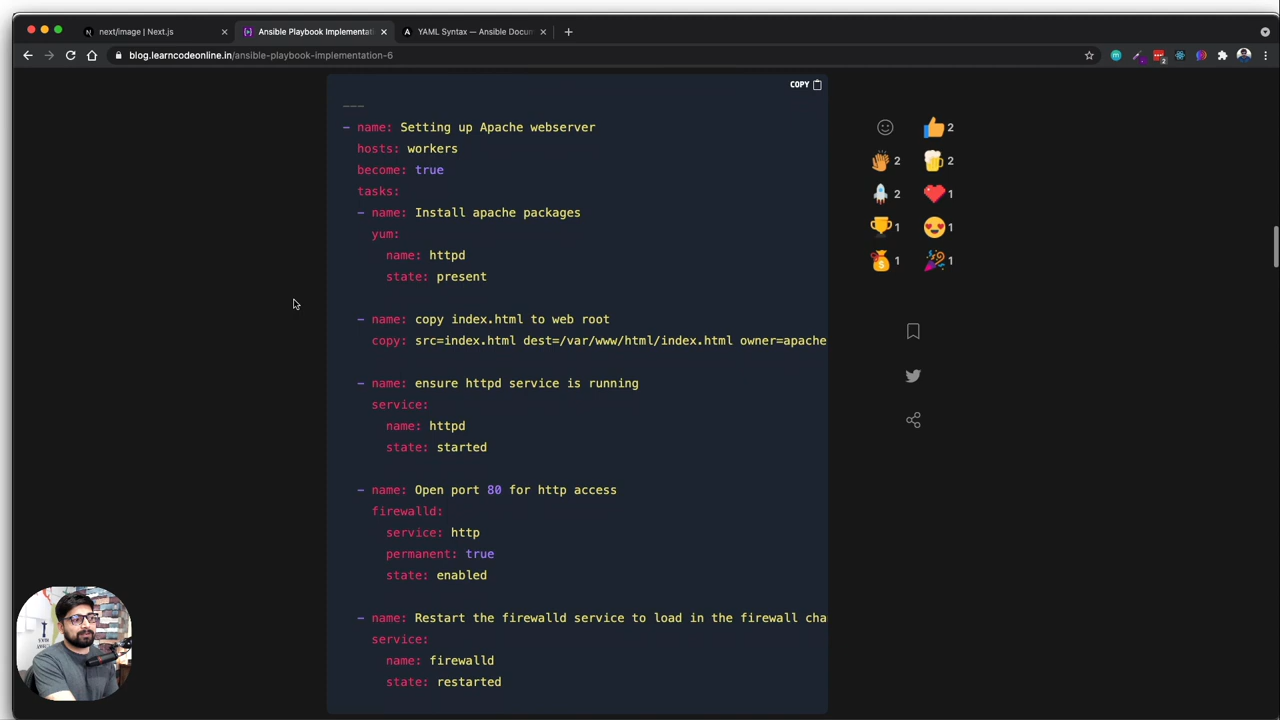 next/image | Next.js
Ansible Playbook Implementati
YAML Syntax — Ansible Docum
blog.learncodeonline.in/ansible-playbook-implementation-6
COPY
---
- name: Setting up Apache webserver
hosts: workers
become: true
tasks:
- name: Install apache packages
yum:
name: httpd
state: present
- name: copy index.html to web root
copy: src=index.html dest=/var/www/html/index.html owner=apache
- name: ensure httpd service is running
service:
name: httpd
state: started
- name: Open port 80 for http access
firewalld:
service: http
permanent: true
state: enabled
- name: Restart the firewalld service to load in the firewall cha
service:
name: firewalld
state: restarted
2
2 2
2 1
1 1
1 1